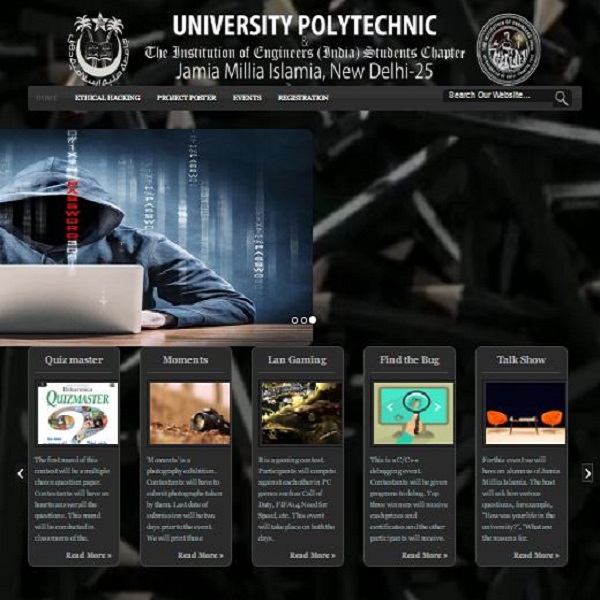 UNIVERSITY POLYTECHNIC
&
The Institution of Engineers (India) Students Chapter
Jamia Millia Islamia, New Delhi-25
HOME ETHICAL HACKING PROJECT POSTER EVENTS REGISTRATION Search Our Website...
PASSWORD
Quiz master
Britannica
QUIZMASTER
The first round of this
contest will be a multiple
choice question paper.
Contestants will have an
hour to answer all the
questions. This round
will be conducted in
classrooms of the.
Read More »
Moments
'Moments' is a
photography exhibition.
Contestants will have to
submit photographs taken
by them. Last date of
submission will be two
days prior to the event.
We will print those
Read More »
Lan Gaming
It is a gaming contest.
Participants will compete
against each other in PC
games such as Call of
Duty, FIFA14, Need for
Speed, etc. This event
will take place on both the
days.
Read More »
Find the Bug
This is a C/C++
debugging event.
Contestants will be given
programs to debug. Top
three winners will receive
cash prizes and
certificates and the other
participants will receive.
Read More »
Talk Show
For this event we will
have an alumnus of Jamia
Millia Islamia. The host
will ask him various
questions, for example,
"How was your life in the
university?", "What are
the reasons for.
Read More »